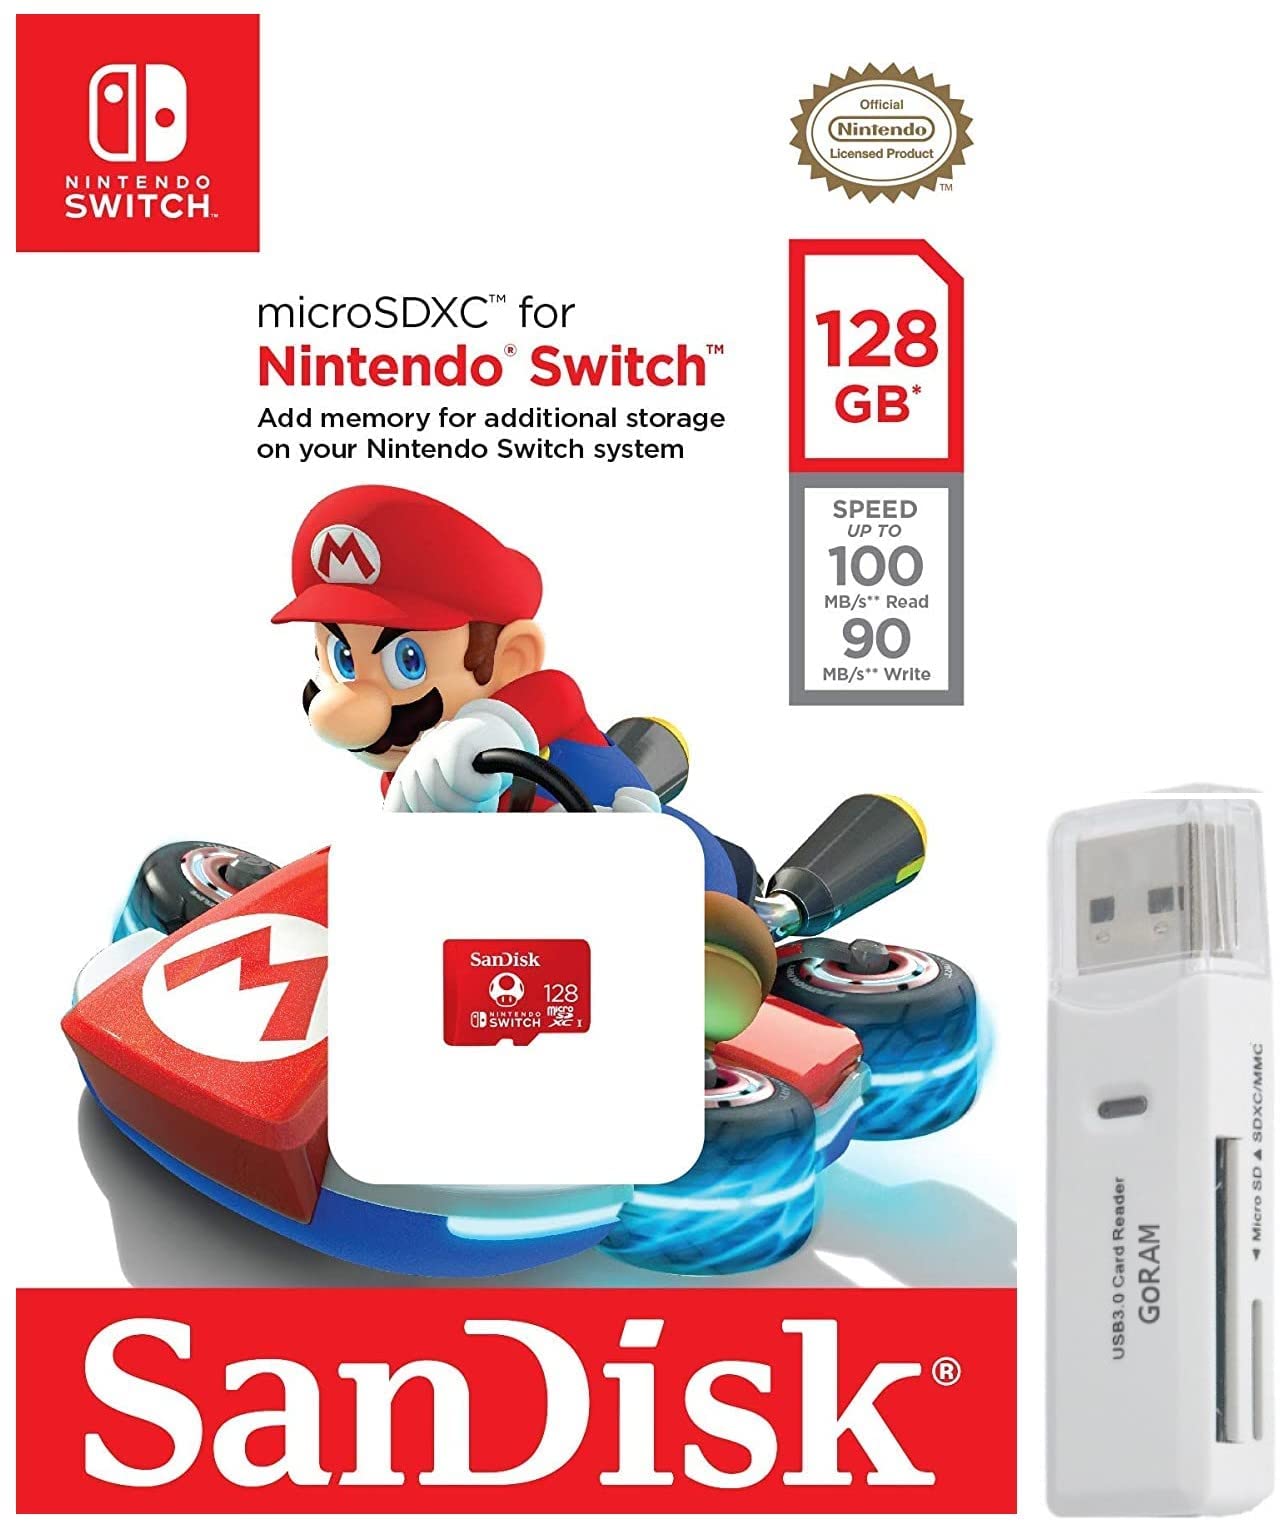 NINTENDO
SWITCH™
Official
Nintendo
Licensed Product
™
microSDXC™ for
Nintendo® Switch™
Add memory for additional storage
on your Nintendo Switch system
128
GB*
SPEED
UP TO
100
MB/s** Read
90
MB/s** Write
M
M
SanDisk
128
NINTENDO
SWITCH
micro
SD
XC I
SanDisk®
USB3.0 Card Reader
GORAM
◄ Micro SD ▲ SDXC/MMC